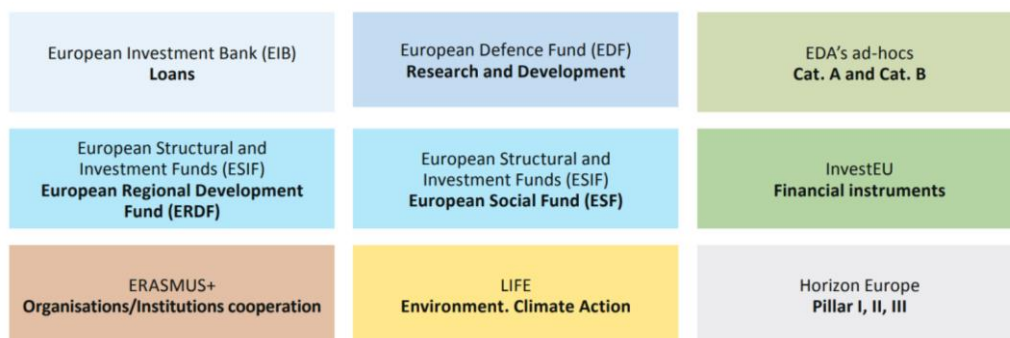 European Investment Bank (EIB)
Loans
European Defence Fund (EDF)
Research and Development
EDA's ad-hocs
Cat. A and Cat. B
European Structural and
Investment Funds (ESIF)
European Regional Development
Fund (ERDF)
European Structural and
Investment Funds (ESIF)
European Social Fund (ESF)
InvestEU
Financial instruments
ERASMUS+
Organisations/Institutions cooperation
LIFE
Environment. Climate Action
Horizon Europe
Pillar I, II, III